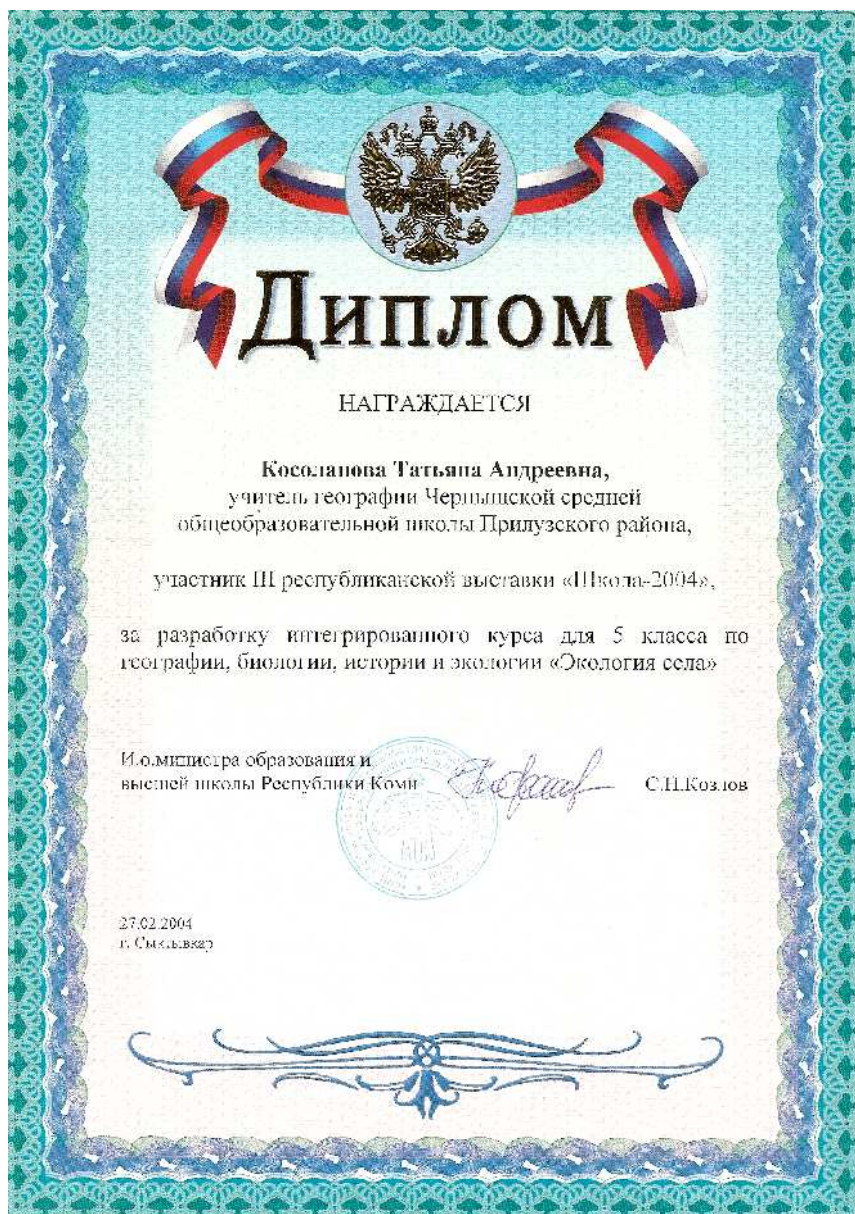 Диплом
НАГРАЖДАЕТСЯ
Косолапова Татьяна Андреевна,
учитель географии Чернышской средней
общеобразовательной школы Прилузского района,
участник III республиканской выставки «Школа-2004»,
за разработку интегрированного курса для 5 класса по
географии, биологии, истории и экологии «Экология села»
И.о.министра образования и
высшей школы Республики Коми
С.Н.Козлов
27.02.2004
г. Сыктывкар